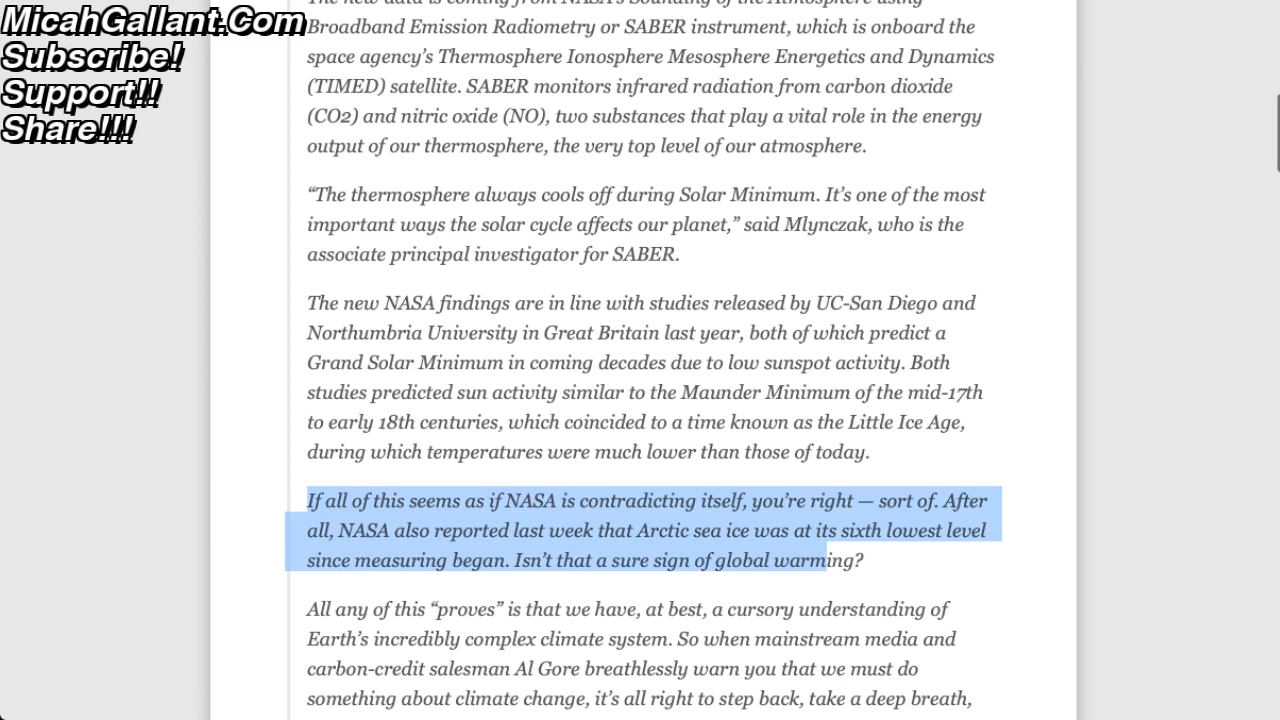 MicahGallant.Com
Subscribe!
Support!!
Share!!!
The new data is coming from NASA's Sounding of the Atmosphere using
Broadband Emission Radiometry or SABER instrument, which is onboard the
space agency’s Thermosphere Ionosphere Mesosphere Energetics and Dynamics
(TIMED) satellite. SABER monitors infrared radiation from carbon dioxide
(CO2) and nitric oxide (NO), two substances that play a vital role in the energy
output of our thermosphere, the very top level of our atmosphere.
“The thermosphere always cools off during Solar Minimum. It’s one of the most
important ways the solar cycle affects our planet,” said Mlynczak, who is the
associate principal investigator for SABER.
The new NASA findings are in line with studies released by UC-San Diego and
Northumbria University in Great Britain last year, both of which predict a
Grand Solar Minimum in coming decades due to low sunspot activity. Both
studies predicted sun activity similar to the Maunder Minimum of the mid-17th
to early 18th centuries, which coincided to a time known as the Little Ice Age,
during which temperatures were much lower than those of today.
If all of this seems as if NASA is contradicting itself, you’re right — sort of. After
all, NASA also reported last week that Arctic sea ice was at its sixth lowest level
since measuring began. Isn’t that a sure sign of global warming?
All any of this “proves” is that we have, at best, a cursory understanding of
Earth’s incredibly complex climate system. So when mainstream media and
carbon-credit salesman Al Gore breathlessly warn you that we must do
something about climate change, it’s all right to step back, take a deep breath,